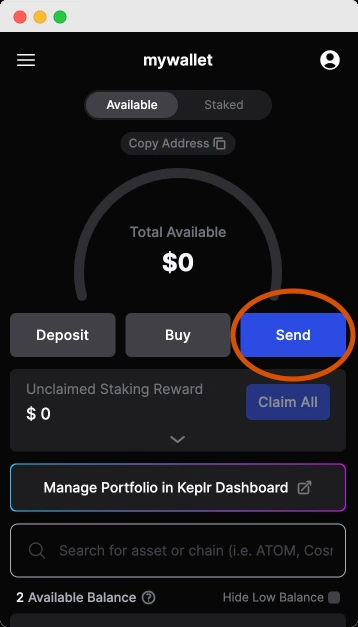 mywallet
Available Staked
Copy Address
Total Available
$0
Deposit Buy Send
Unclaimed Staking Reward
$ 0
Claim All
Manage Portfolio in Keplr Dashboard
Search for asset or chain (i.e. ATOM, Cosm
2 Available Balance
Hide Low Balance